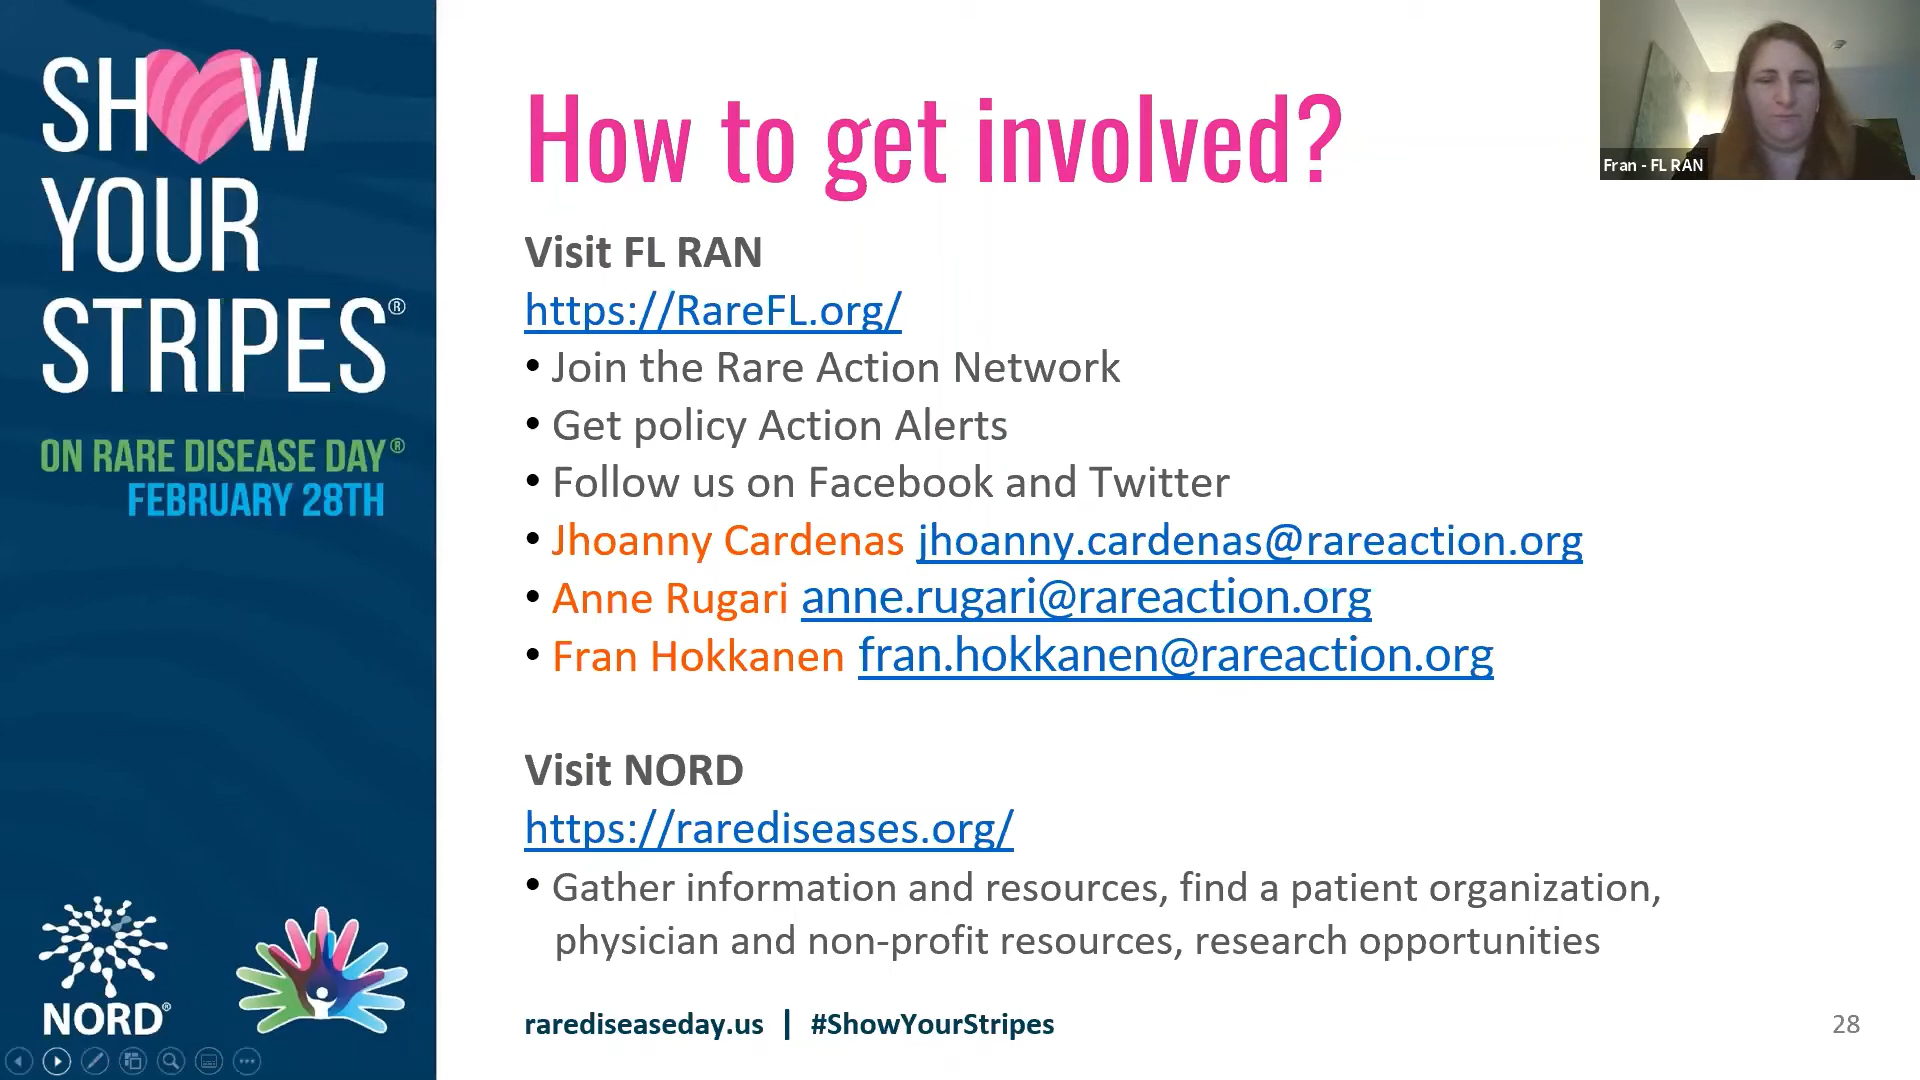 SHOW
YOUR
STRIPES®
ON RARE DISEASE DAY®
FEBRUARY 28TH
NORD®
How to get involved?
Visit FL RAN
https://RareFL.org/
• Join the Rare Action Network
• Get policy Action Alerts
• Follow us on Facebook and Twitter
• Jhoanny Cardenas jhoanny.cardenas@rareaction.org
• Anne Rugari anne.rugari@rareaction.org
• Fran Hokkanen fran.hokkanen@rareaction.org
Visit NORD
https://rarediseases.org/
• Gather information and resources, find a patient organization,
physician and non-profit resources, research opportunities
rarediseaseday.us | #ShowYourStripes
28
Fran - FL RAN